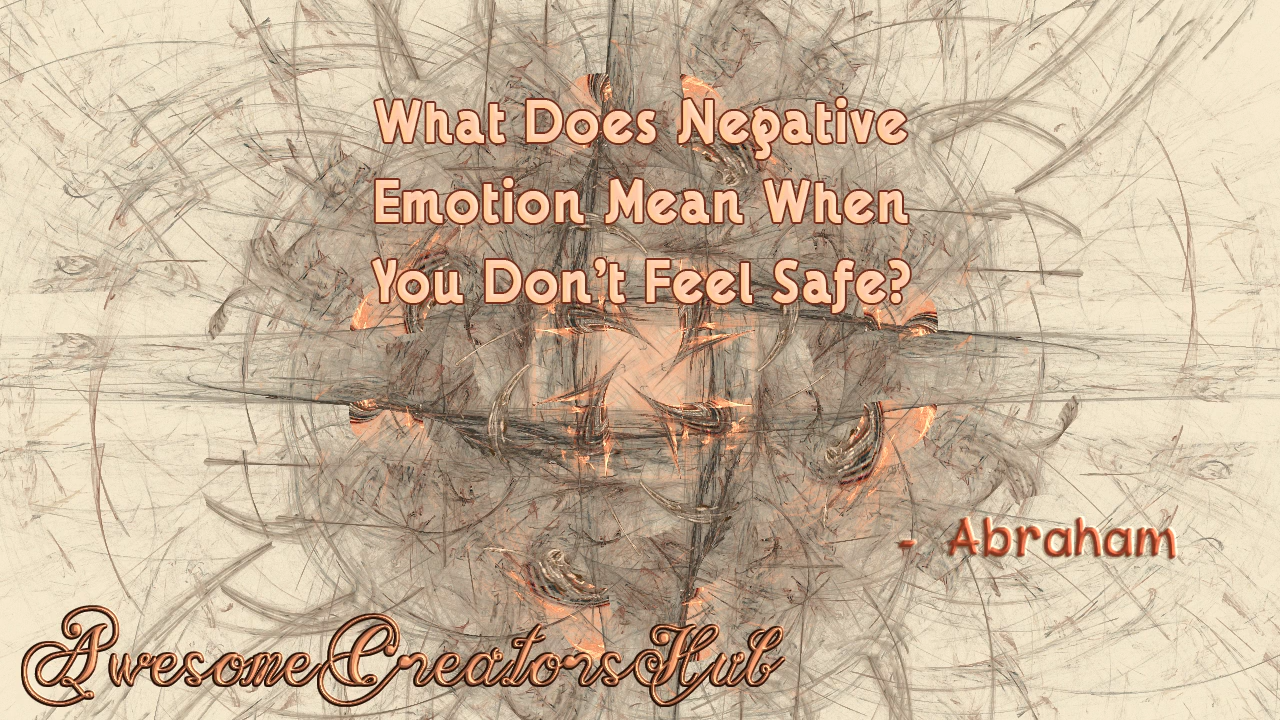 What Does Negative
Emotion Mean When
You Don't Feel Safe?
- Abraham
AwesomeCreatorsHub